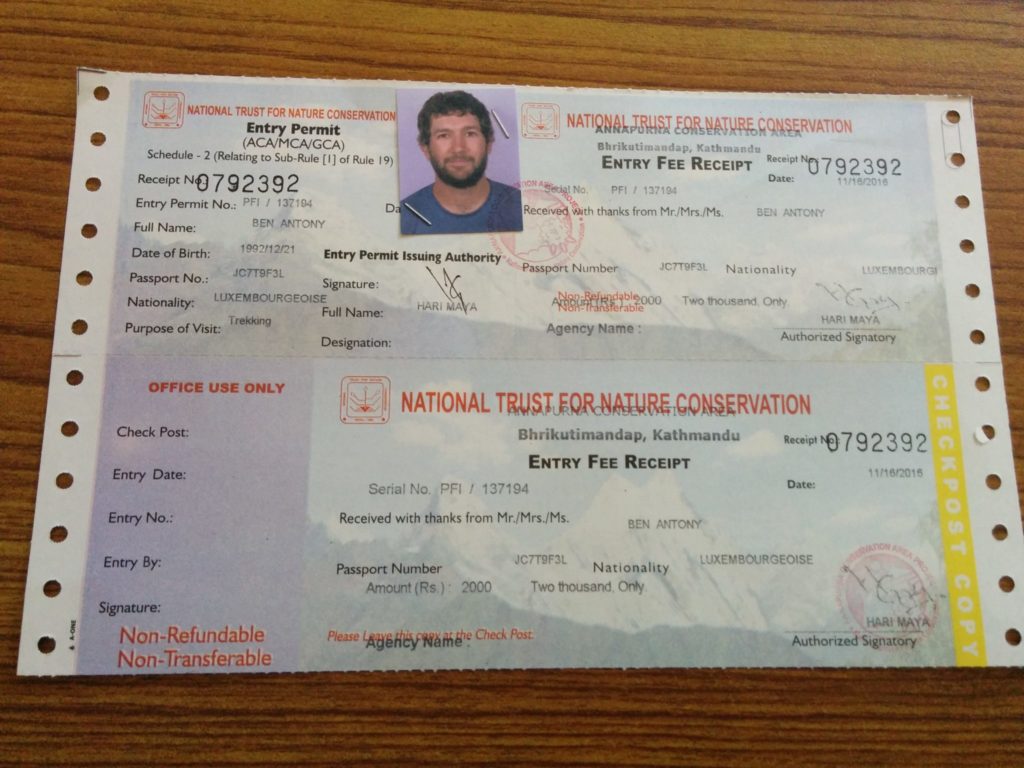 NATIONAL TRUST FOR NATURE CONSERVATION
Entry Permit
(ACA/MCA/GCA)
Schedule - 2 (Relating to Sub-Rule [1] of Rule 19)
Receipt No 0792392
Entry Permit No.: PFI / 137194
Da
Full Name: BEN ANTONY
Date of Birth: 1992/12/21
Passport No.: JC7T9F3L
Nationality: LUXEMBOURGEOISE
Purpose of Visit: Trekking
Entry Permit Issuing Authority
Signature:
Full Name: HARI MAYA
Designation:
NATIONAL TRUST FOR NATURE CONSERVATION
ANNAPURNA CONSERVATION AREA
Bhrikutimandap, Kathmandu
ENTRY FEE RECEIPT
Receipt No 0792392
Date: 11/16/2016
Serial No. PFI / 137194
Received with thanks from Mr./Mrs./Ms. BEN ANTONY
Passport Number JC7T9F3L Nationality LUXEMBOURGI
Non-Refundable
Non-Transferable
Amount (Rs.) : 2000 Two thousand, Only
Agency Name :
HARI MAYA
Authorized Signatory
OFFICE USE ONLY
Check Post:
Entry Date:
Entry No.:
Entry By:
Signature:
Non-Refundable
Non-Transferable
A-ONE
NATIONAL TRUST FOR NATURE CONSERVATION
ANNAPURNA CONSERVATION AREA
Bhrikutimandap, Kathmandu
Receipt No: 0792392
ENTRY FEE RECEIPT
Date: 11/16/2016
Serial No. PFI / 137194
Received with thanks from Mr./Mrs./Ms. BEN ANTONY
Passport Number JC7T9F3L Nationality LUXEMBOURGEOISE
Amount (Rs.) : 2000 Two thousand, Only
Please Leave this copy at the Check Post.
Agency Name :
HARI MAYA
Authorized Signatory
CHECKPOST COPY